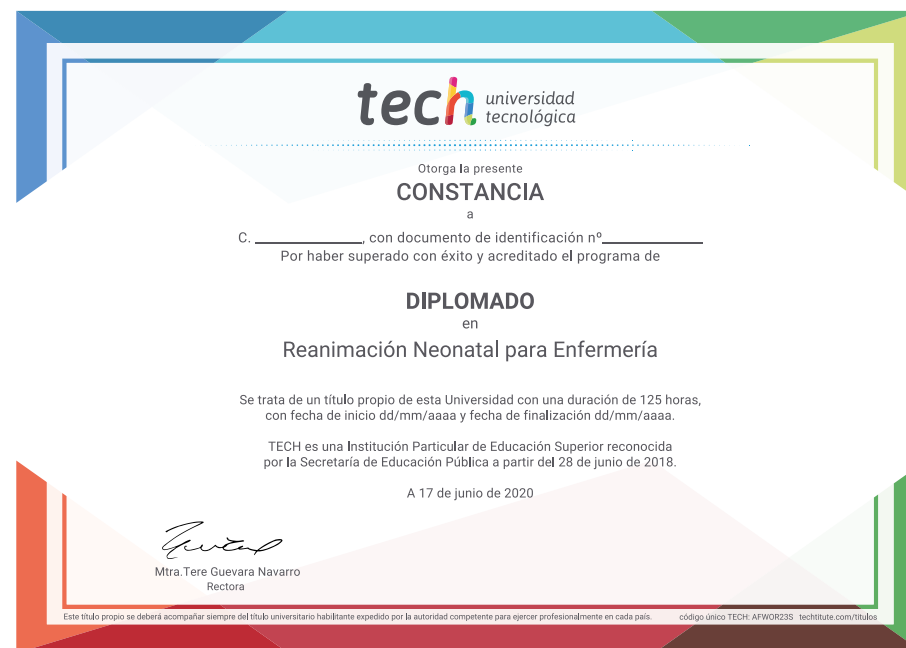 tech universidad
tecnológica
Otorga la presente
CONSTANCIA
a
C. ____________, con documento de identificación nº____________
Por haber superado con éxito y acreditado el programa de
DIPLOMADO
en
Reanimación Neonatal para Enfermería
Se trata de un título propio de esta Universidad con una duración de 125 horas,
con fecha de inicio dd/mm/aaaa y fecha de finalización dd/mm/aaaa.
TECH es una Institución Particular de Educación Superior reconocida
por la Secretaría de Educación Pública a partir del 28 de junio de 2018.
A 17 de junio de 2020
Mtra.Tere Guevara Navarro
Rectora
Este título propio se deberá acompañar siempre del título universitario habilitante expedido por la autoridad competente para ejercer profesionalmente en cada país. código único TECH: AFWOR23S techtitute.com/titulos